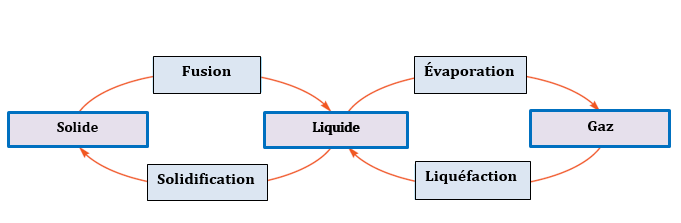 Fusion
Évaporation
Solide
Liquide
Gaz
Solidification
Liquéfaction